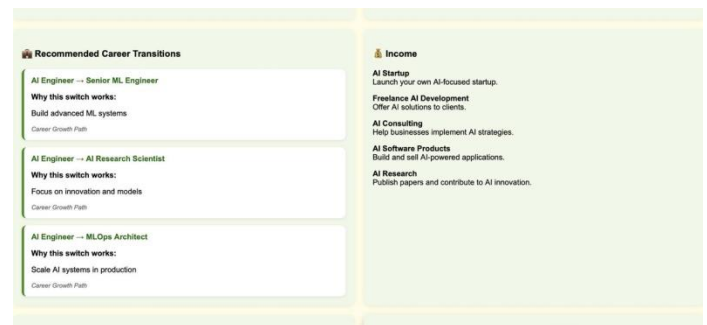 Recommended Career Transitions
AI Engineer → Senior ML Engineer
Why this switch works:
Build advanced ML systems
Career Growth Path
AI Engineer → AI Research Scientist
Why this switch works:
Focus on innovation and models
Career Growth Path
AI Engineer → MLOps Architect
Why this switch works:
Scale AI systems in production
Career Growth Path
Income
AI Startup
Launch your own AI-focused startup.
Freelance AI Development
Offer AI solutions to clients.
AI Consulting
Help businesses implement AI strategies.
AI Software Products
Build and sell AI-powered applications.
AI Research
Publish papers and contribute to AI innovation.